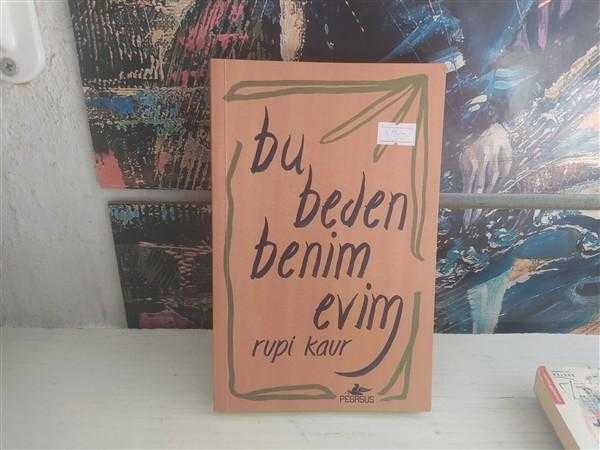 bu
beden
benim
evim
rupi kaur
PEGASUS